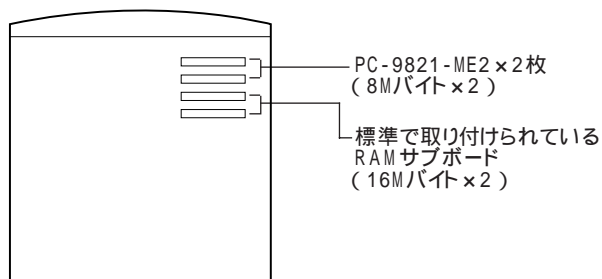 PC-9821-ME2×2枚
(8Mバイト×2)
標準で取り付けられている
RAMサブボード
(16Mバイト×2)